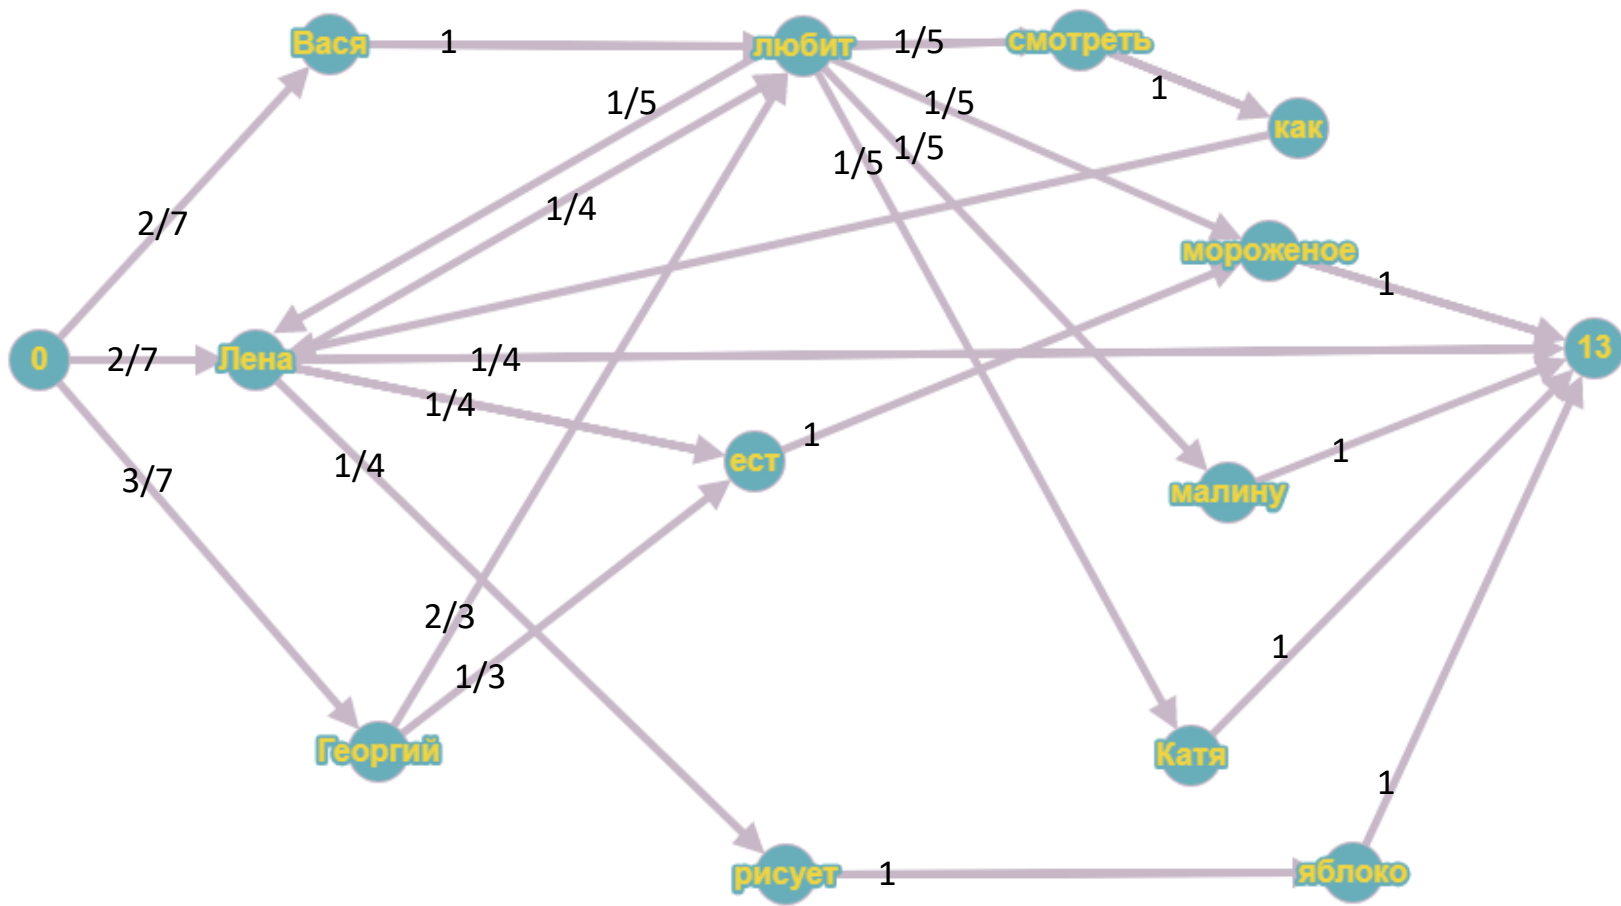 Вася
1
любит
1/5
смотреть
1/5
1/5
1
1/5
1/5
как
1/4
2/7
мороженое
1
0
2/7
Лена
1/4
13
1/4
1
ест
1/4
3/7
1
малину
2/3
1/3
1
Георгий
Катя
1
рисует
1
яблоко